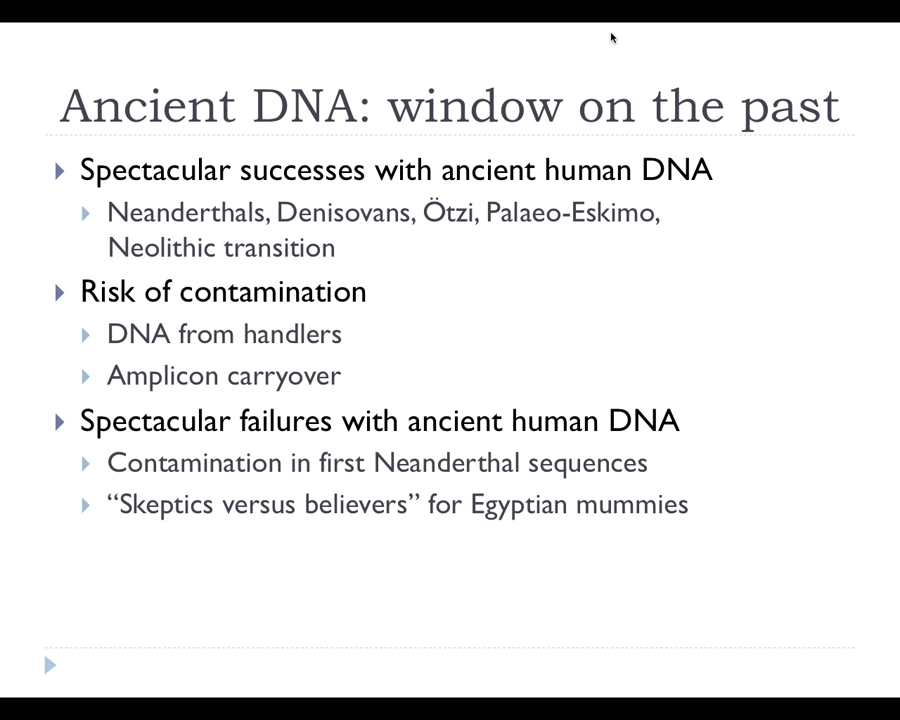 Ancient DNA: window on the past
Spectacular successes with ancient human DNA
Neanderthals, Denisovans, Ötzi, Palaeo-Eskimo,
Neolithic transition
Risk of contamination
DNA from handlers
Amplicon carryover
Spectacular failures with ancient human DNA
Contamination in first Neanderthal sequences
“Skeptics versus believers” for Egyptian mummies